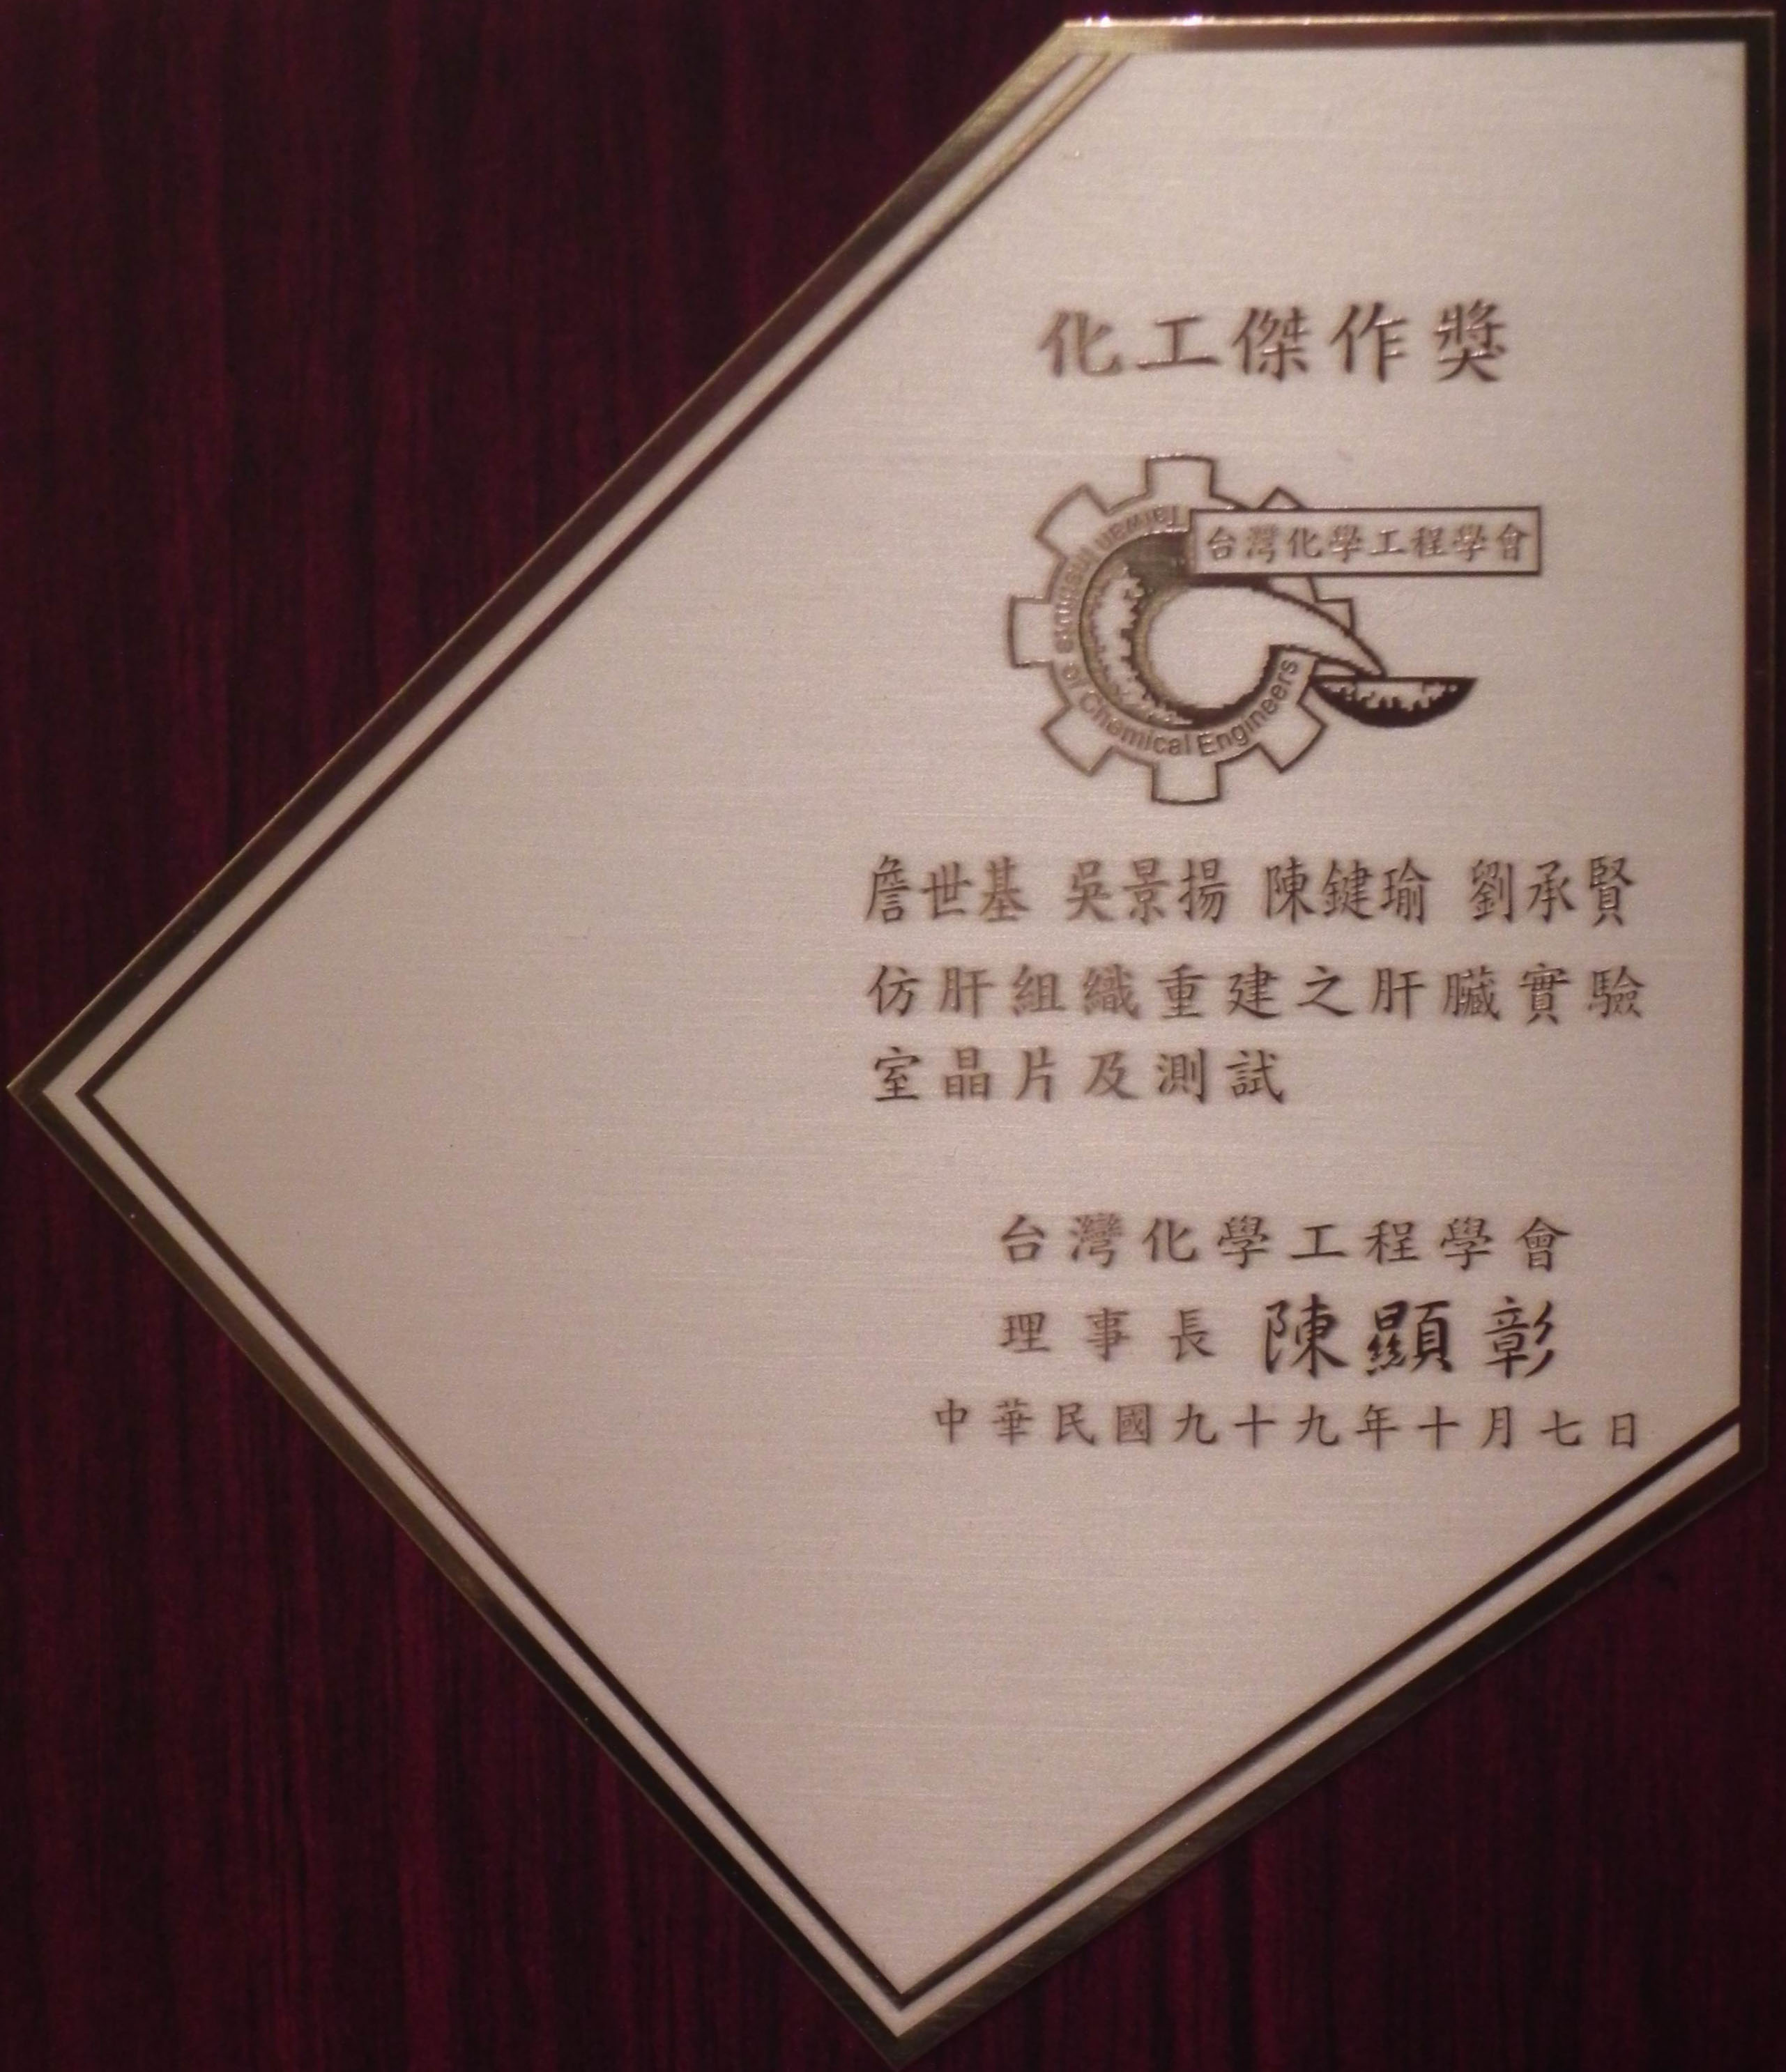 化工傑作獎
台灣化學工程學會
Taiwan Institute of Chemical Engineers
詹世基 吳景揚 陳鍵瑜 劉承賢
仿肝組織重建之肝臟實驗
室晶片及測試
台灣化學工程學會
理事長 陳顯彰
中華民國九十九年十月七日